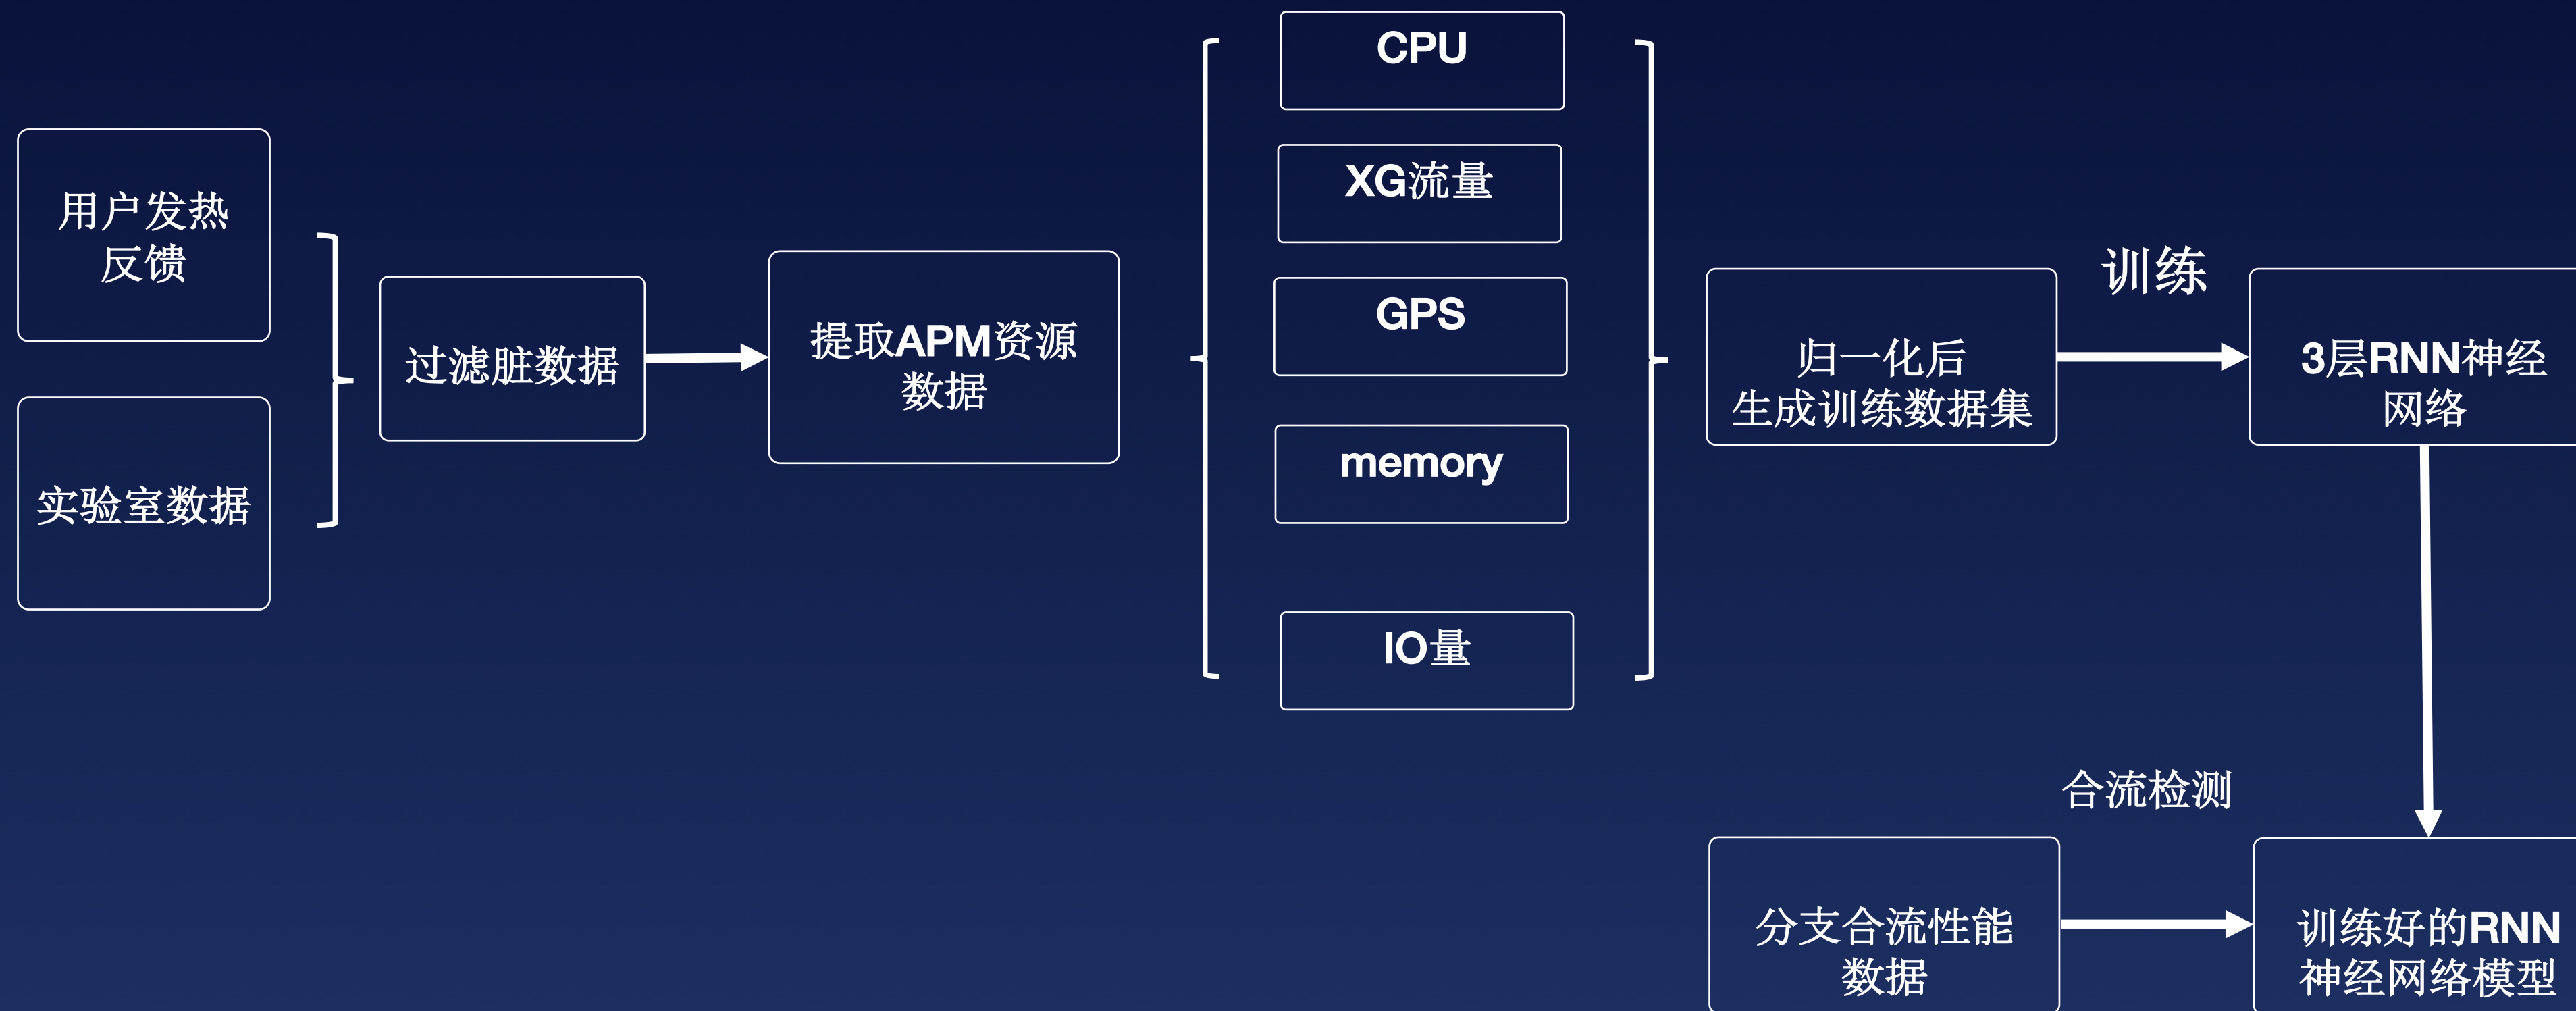 用户发热
反馈
实验室数据
过滤脏数据
提取APM资源
数据
CPU
XG流量
GPS
memory
IO量
归一化后
生成训练数据集
训练
3层RNN神经
网络
合流检测
分支合流性能
数据
训练好的RNN
神经网络模型